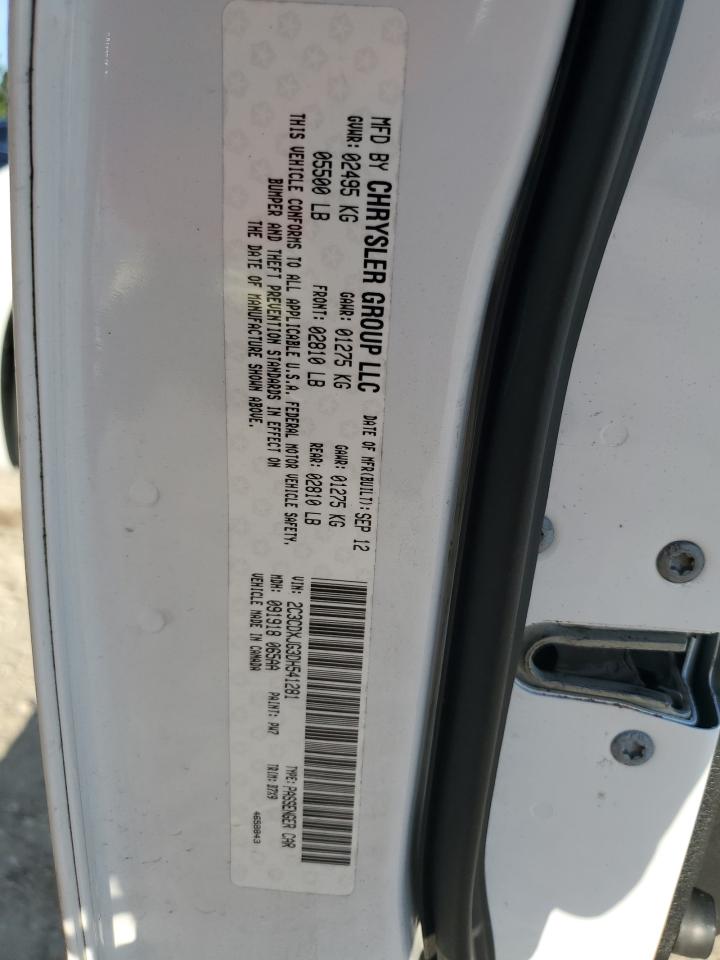 MFD BY CHRYSLER GROUP LLC DATE OF MFR(BUILT): SEP 12
GVWR: 02495 KG GAWR: 01275 KG GAWR: 01275 KG
05500 LB FRONT: 02810 LB REAR: 02810 LB
THIS VEHICLE CONFORMS TO ALL APPLICABLE U.S.A. FEDERAL MOTOR VEHICLE SAFETY,
BUMPER AND THEFT PREVENTION STANDARDS IN EFFECT ON
THE DATE OF MANUFACTURE SHOWN ABOVE.
VIN: 2C3CDXJG3DH541281 TYPE: PASSENGER CAR
MDH: 091918 065AA PAINT: PW7 TRIM: D7X9
VEHICLE MADE IN CANADA 4658843